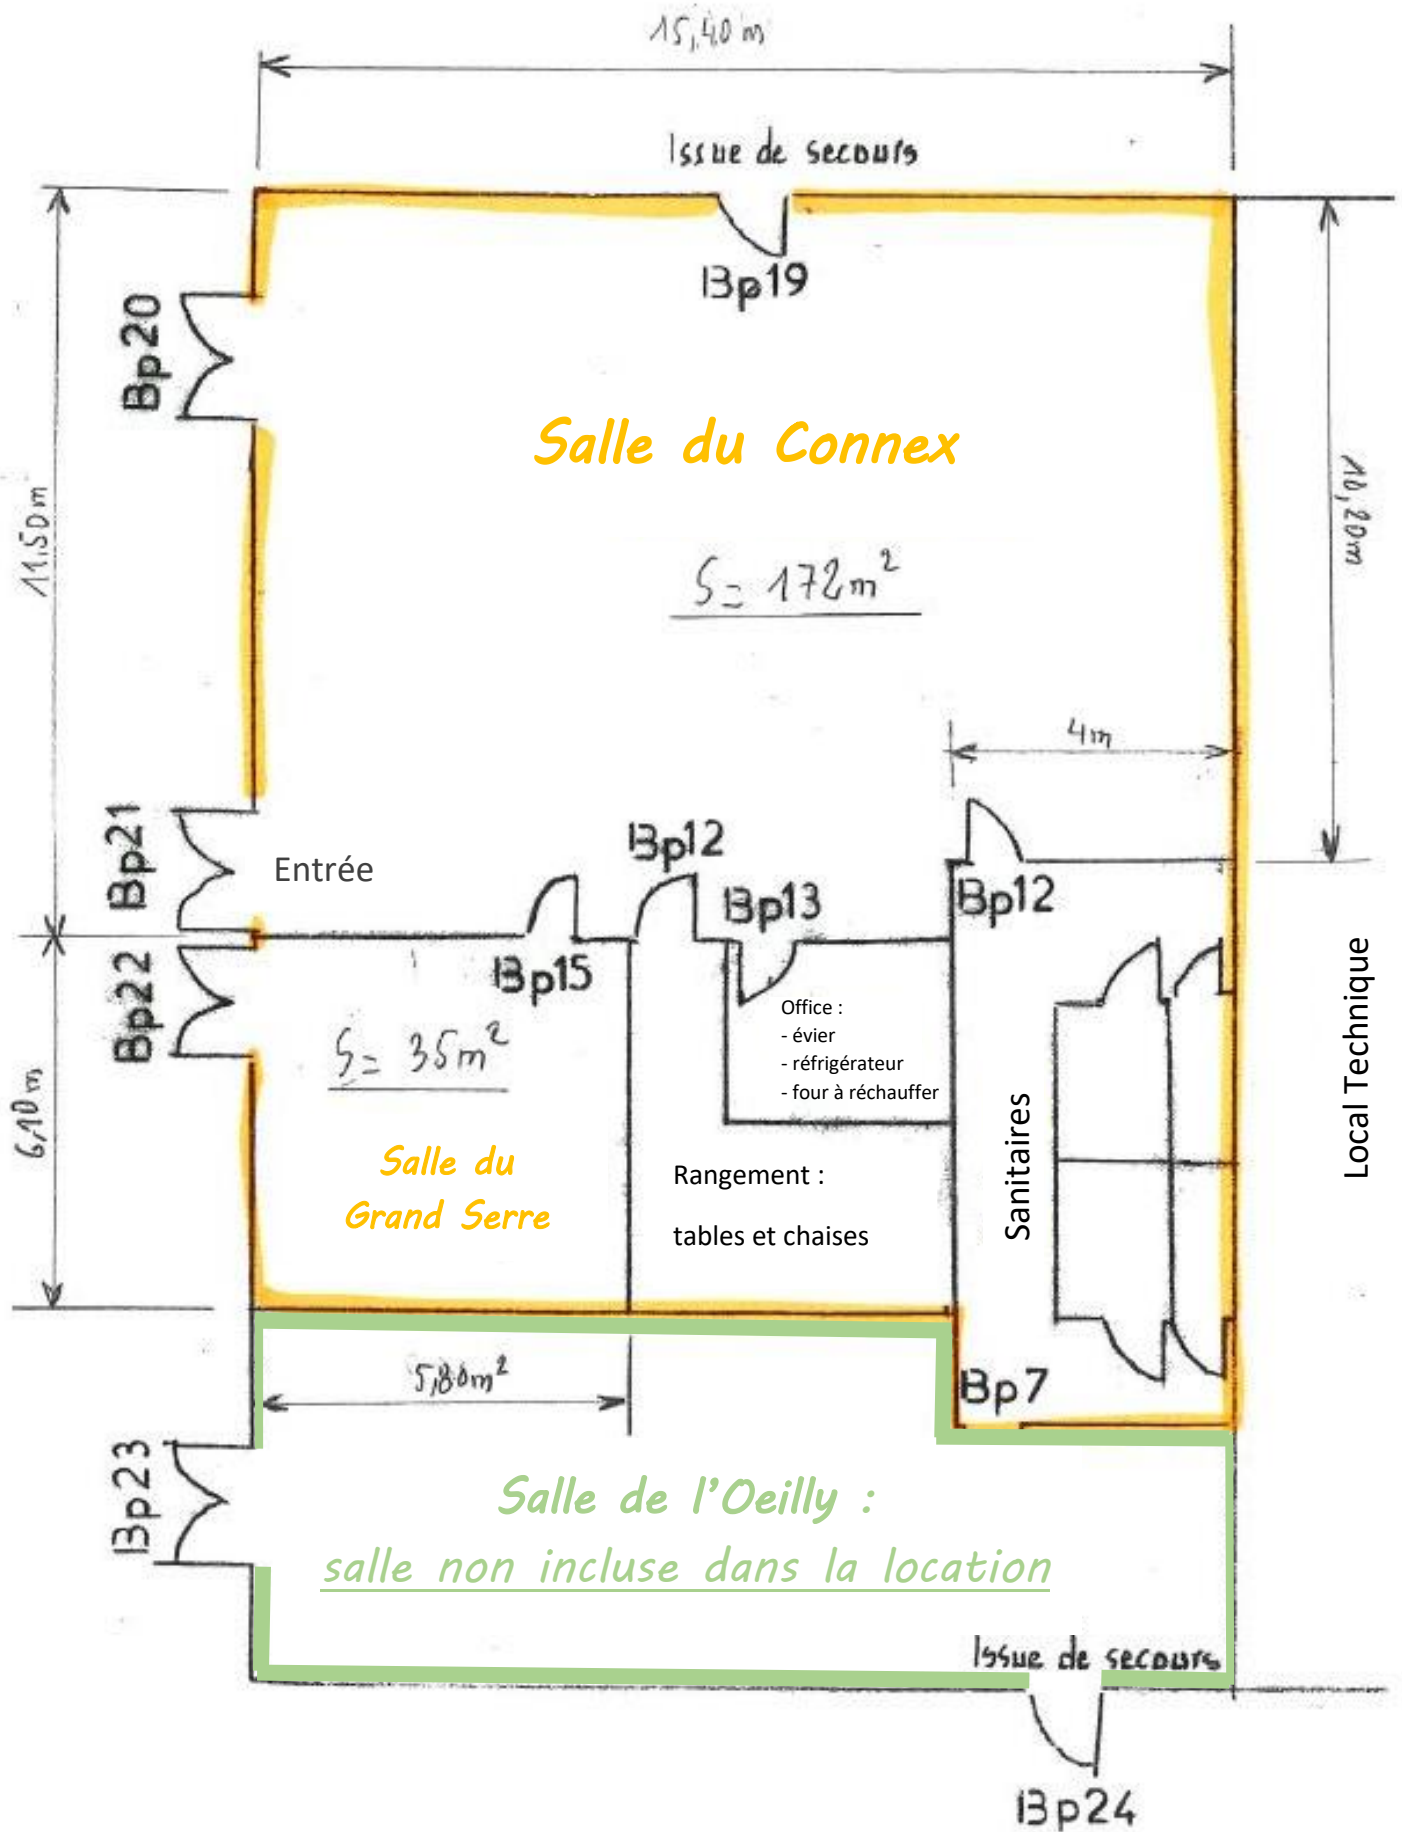 15,40 m
Issue de secours
Bp19
Bp20
Salle du Connex
10,20m
11,50m
S= 172m²
4m
Bp21
Entrée
Bp12
Bp13
Bp12
Bp15
Bp22
Office :
- évier
- réfrigérateur
- four à réchauffer
S= 35m²
Local Technique
6,10m
Sanitaires
Salle du
Grand Serre
Rangement :
tables et chaises
5,80m²
Bp7
Bp23
Salle de l'Oeilly :
salle non incluse dans la location
Issue de secours
Bp24